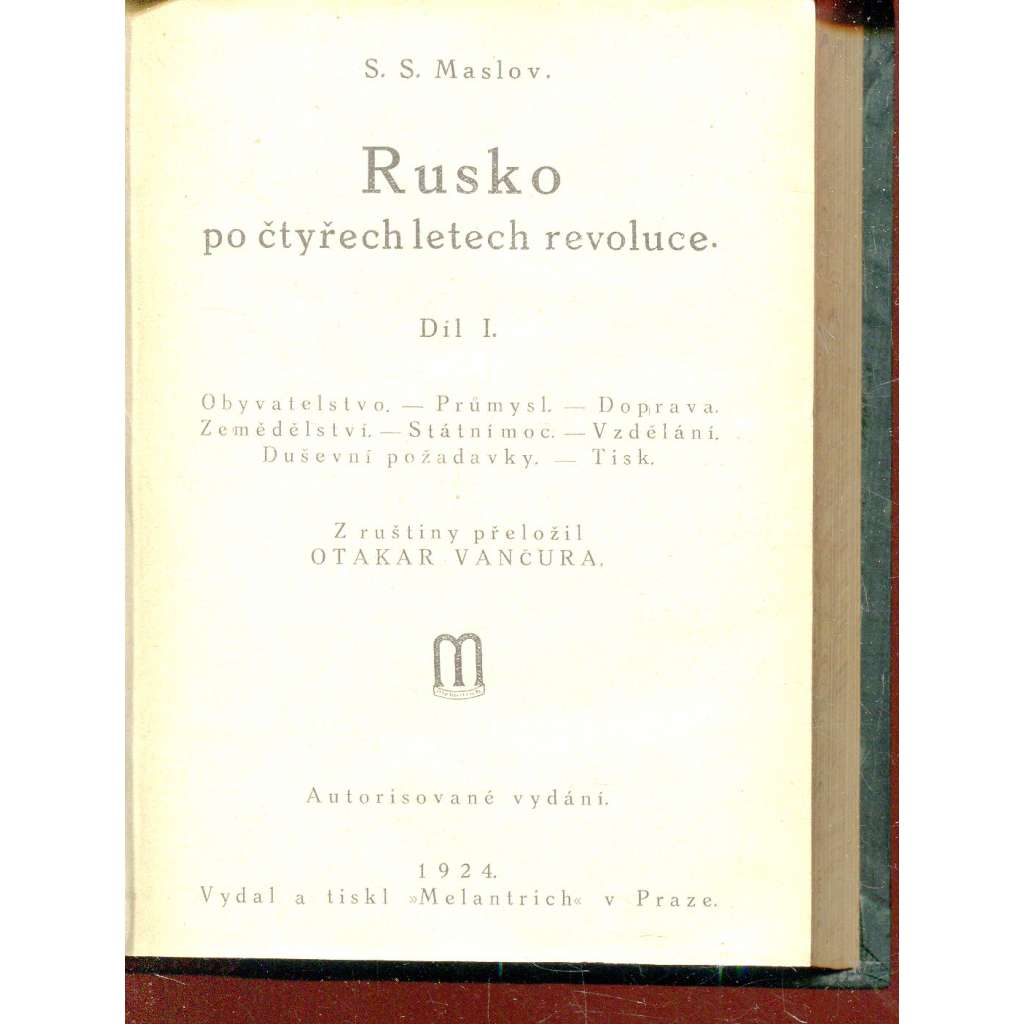 S. S. Maslov.
Rusko
po čtyřech letech revoluce.
Díl I.
Obyvatelstvo. — Průmysl. — Doprava.
Zemědělství. — Státní moc. — Vzdělání.
Duševní požadavky. — Tisk.
Z ruštiny přeložil
OTAKAR VANČURA.
Autorisované vydání.
1924.
Vydal a tiskl »Melantrich« v Praze.